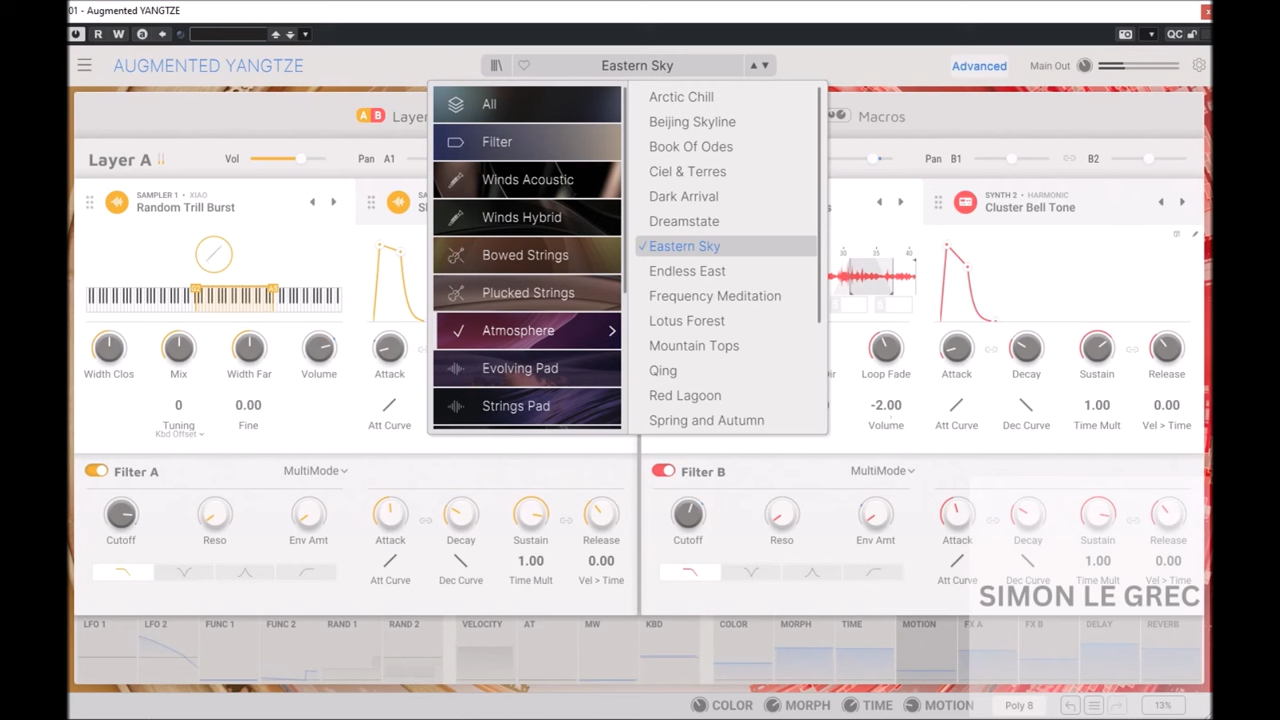 01 - Augmented YANGTZE
R W a QC
AUGMENTED YANGTZE
Eastern Sky
Advanced
Main Out
A B Laye
Macros
All
Filter
Winds Acoustic
Winds Hybrid
Bowed Strings
Plucked Strings
Atmosphere
Evolving Pad
Strings Pad
Arctic Chill
Beijing Skyline
Book Of Odes
Ciel & Terres
Dark Arrival
Dreamstate
Eastern Sky
Endless East
Frequency Meditation
Lotus Forest
Mountain Tops
Qing
Red Lagoon
Spring and Autumn
Layer A
Vol
Pan A1
Pan B1
B2
SAMPLER 1 • XIAO
Random Trill Burst
SYNTH 2 • HARMONIC
Cluster Bell Tone
30 35 40
Width Clos Mix Width Far Volume Attack
Loop Fade Attack Decay Sustain Release
0 0.00
Tuning Fine Att Curve
Kbd Offset
-2.00 1.00 0.00
Volume Att Curve Dec Curve Time Mult Vel > Time
Filter A
MultiMode
Cutoff Reso Env Amt Attack Decay Sustain Release
1.00 0.00
Att Curve Dec Curve Time Mult Vel > Time
Filter B
MultiMode
Cutoff Reso Env Amt Attack Decay Sustain Release
1.00 0.00
Att Curve Dec Curve Time Mult Vel > Time
SIMON LE GREC
LFO 1 LFO 2 FUNC 1 FUNC 2 RAND 1 RAND 2 VELOCITY AT MW KBD COLOR MORPH TIME MOTION FX A FX B DELAY REVERB
COLOR MORPH TIME MOTION Poly 8 13%